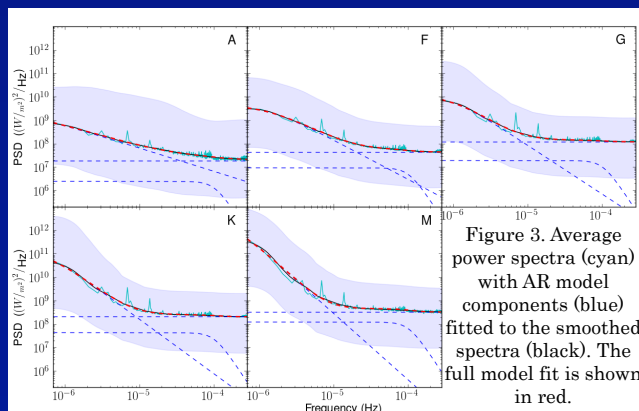 A
F
G
PSD ((W/m²)²/Hz)
10¹²
10¹¹
10¹⁰
10⁹
10⁸
10⁷
10⁶
10⁻⁵
10⁻⁴
Frequency (Hz)
K
M
PSD ((W/m²)²/Hz)
10¹²
10¹¹
10¹⁰
10⁹
10⁸
10⁷
10⁶
10⁻⁶
10⁻⁵
10⁻⁴
10⁻⁶
10⁻⁵
10⁻⁴
Frequency (Hz)
Figure 3. Average
power spectra (cyan)
with AR model
components (blue)
fitted to the smoothed
spectra (black). The
full model fit is shown
in red.